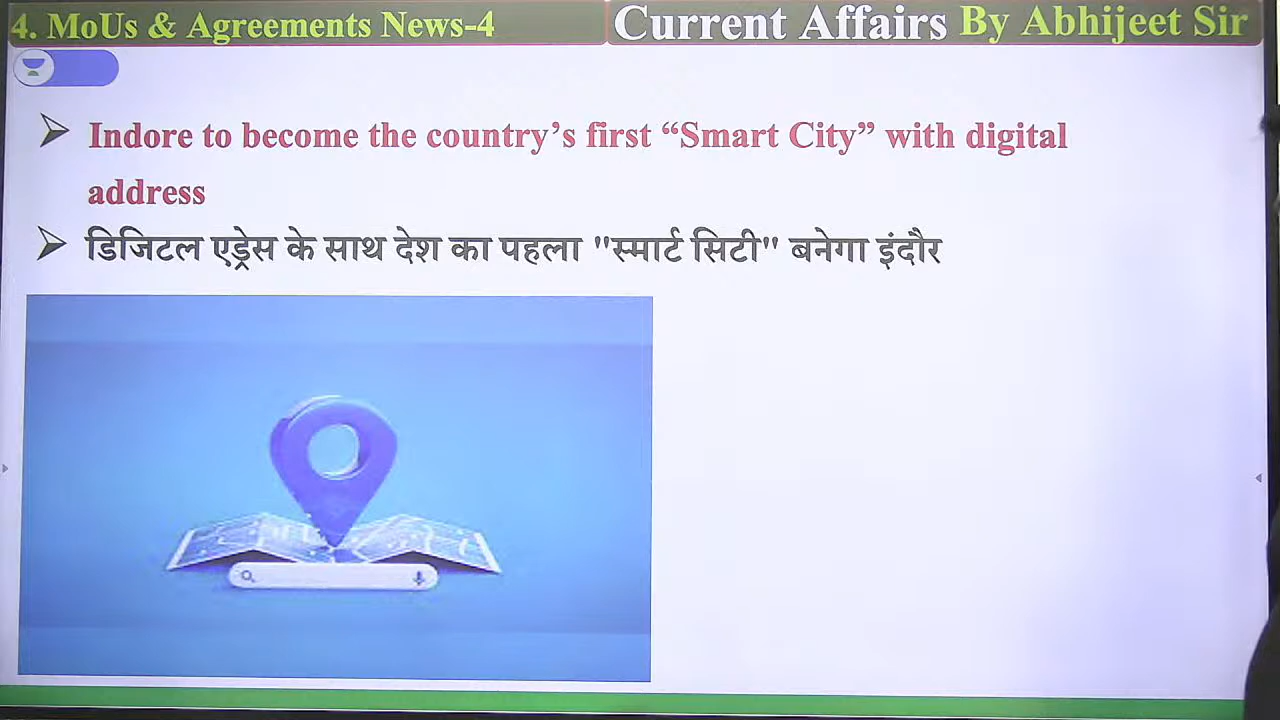 4. MoUs & Agreements News-4
Current Affairs By Abhijeet Sir
Indore to become the country’s first “Smart City” with digital
address
डिजिटल एड्रेस के साथ देश का पहला "स्मार्ट सिटी" बनेगा इंदौर